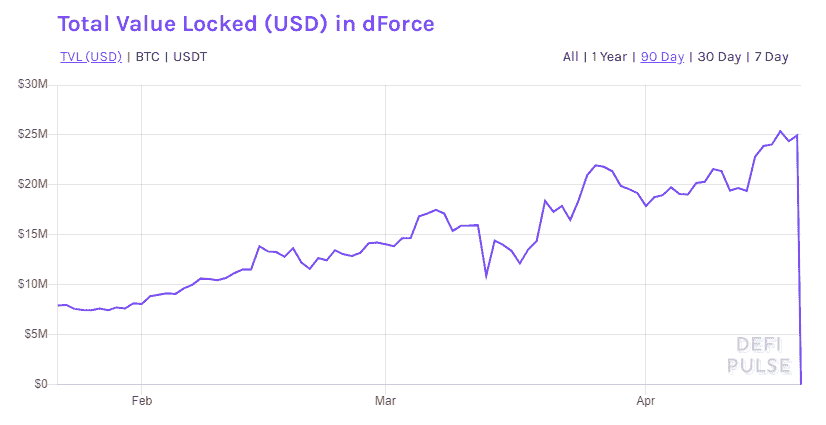 Total Value Locked (USD) in dForce
TVL (USD) | BTC | USDT
All | 1 Year | 90 Day | 30 Day | 7 Day
$30M
$25M
$20M
$15M
$10M
$5M
$0
DEFI
PULSE
Feb
Mar
Apr